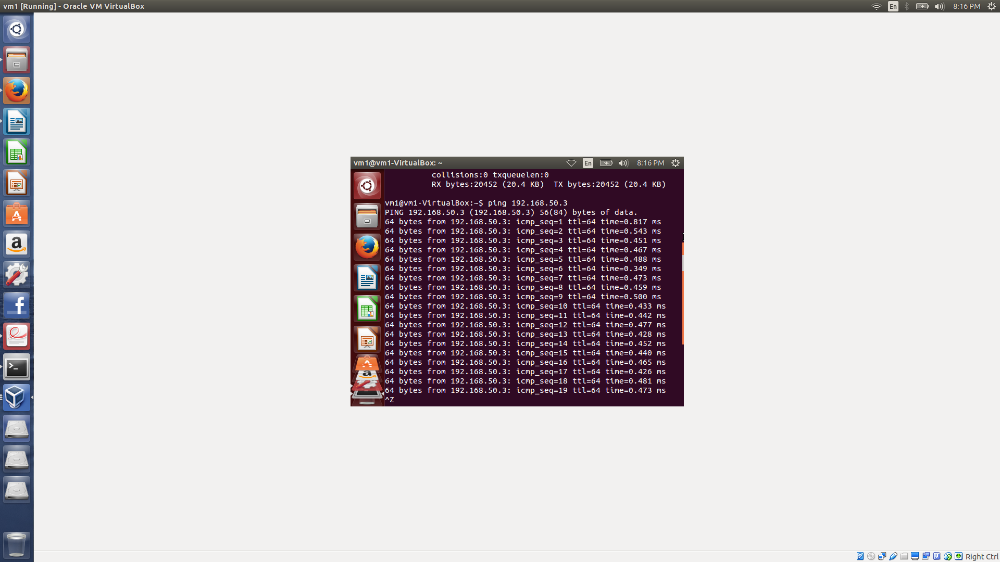 vm1 [Running] - Oracle VM VirtualBox
En
8:16 PM
vm1@vm1-VirtualBox: ~
En
8:16 PM
collisions:0 txqueuelen:0
RX bytes:20452 (20.4 KB)  TX bytes:20452 (20.4 KB)
vm1@vm1-VirtualBox:~$ ping 192.168.50.3
PING 192.168.50.3 (192.168.50.3) 56(84) bytes of data.
64 bytes from 192.168.50.3: icmp_seq=1 ttl=64 time=0.817 ms
64 bytes from 192.168.50.3: icmp_seq=2 ttl=64 time=0.543 ms
64 bytes from 192.168.50.3: icmp_seq=3 ttl=64 time=0.451 ms
64 bytes from 192.168.50.3: icmp_seq=4 ttl=64 time=0.467 ms
64 bytes from 192.168.50.3: icmp_seq=5 ttl=64 time=0.488 ms
64 bytes from 192.168.50.3: icmp_seq=6 ttl=64 time=0.349 ms
64 bytes from 192.168.50.3: icmp_seq=7 ttl=64 time=0.473 ms
64 bytes from 192.168.50.3: icmp_seq=8 ttl=64 time=0.459 ms
64 bytes from 192.168.50.3: icmp_seq=9 ttl=64 time=0.500 ms
64 bytes from 192.168.50.3: icmp_seq=10 ttl=64 time=0.433 ms
64 bytes from 192.168.50.3: icmp_seq=11 ttl=64 time=0.442 ms
64 bytes from 192.168.50.3: icmp_seq=12 ttl=64 time=0.477 ms
64 bytes from 192.168.50.3: icmp_seq=13 ttl=64 time=0.428 ms
64 bytes from 192.168.50.3: icmp_seq=14 ttl=64 time=0.452 ms
64 bytes from 192.168.50.3: icmp_seq=15 ttl=64 time=0.440 ms
64 bytes from 192.168.50.3: icmp_seq=16 ttl=64 time=0.465 ms
64 bytes from 192.168.50.3: icmp_seq=17 ttl=64 time=0.426 ms
64 bytes from 192.168.50.3: icmp_seq=18 ttl=64 time=0.481 ms
64 bytes from 192.168.50.3: icmp_seq=19 ttl=64 time=0.473 ms
^Z
Right Ctrl